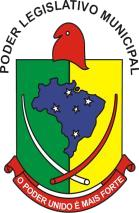 PODER LEGISLATIVO MUNICIPAL
O PODER UNIDO É MAIS FORTE